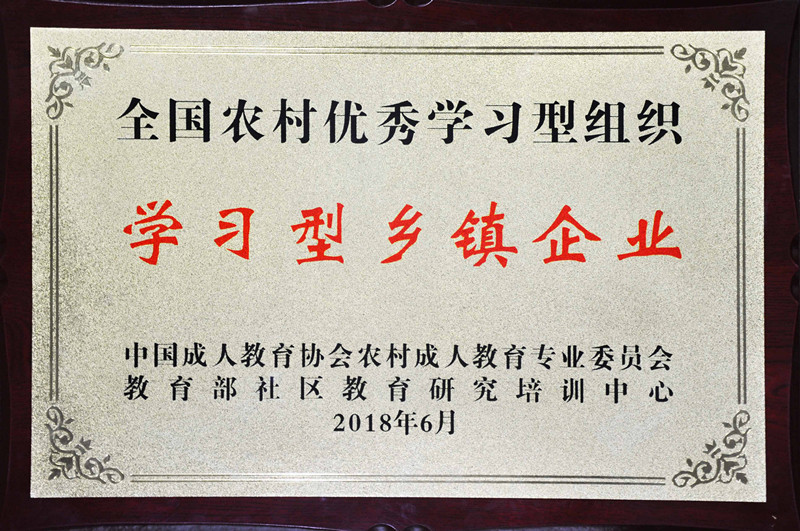 全国农村优秀学习型组织
学习型乡镇企业
中国成人教育协会农村成人教育专业委员会
教育部社区教育研究培训中心
2018年6月